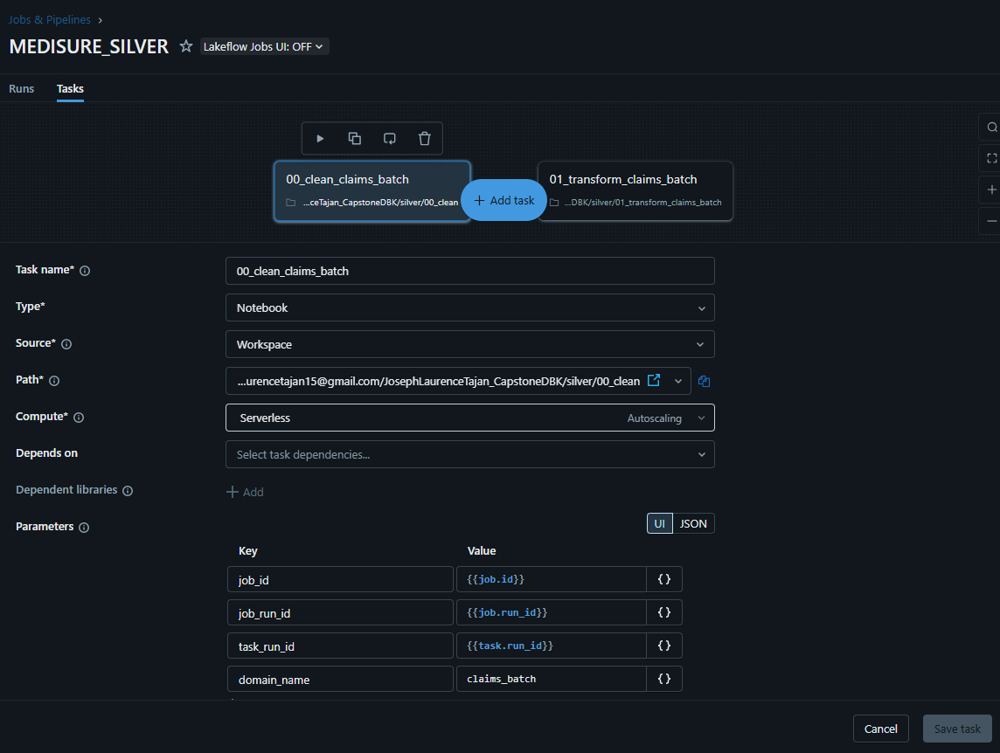 Jobs & Pipelines ›
MEDISURE_SILVER Lakeflow Jobs UI: OFF
Runs Tasks
00_clean_claims_batch
...ceTajan_CapstoneDBK/silver/00_clean
+ Add task
01_transform_claims_batch
...DBK/silver/01_transform_claims_batch
Task name* 00_clean_claims_batch
Type* Notebook
Source* Workspace
Path* ...urencetajan15@gmail.com/JosephLaurenceTajan_CapstoneDBK/silver/00_clean
Compute* Serverless Autoscaling
Depends on Select task dependencies...
Dependent libraries + Add
Parameters UI JSON
Key Value
job_id {{job.id}} {}
job_run_id {{job.run_id}} {}
task_run_id {{task.run_id}} {}
domain_name claims_batch {}
Cancel Save task